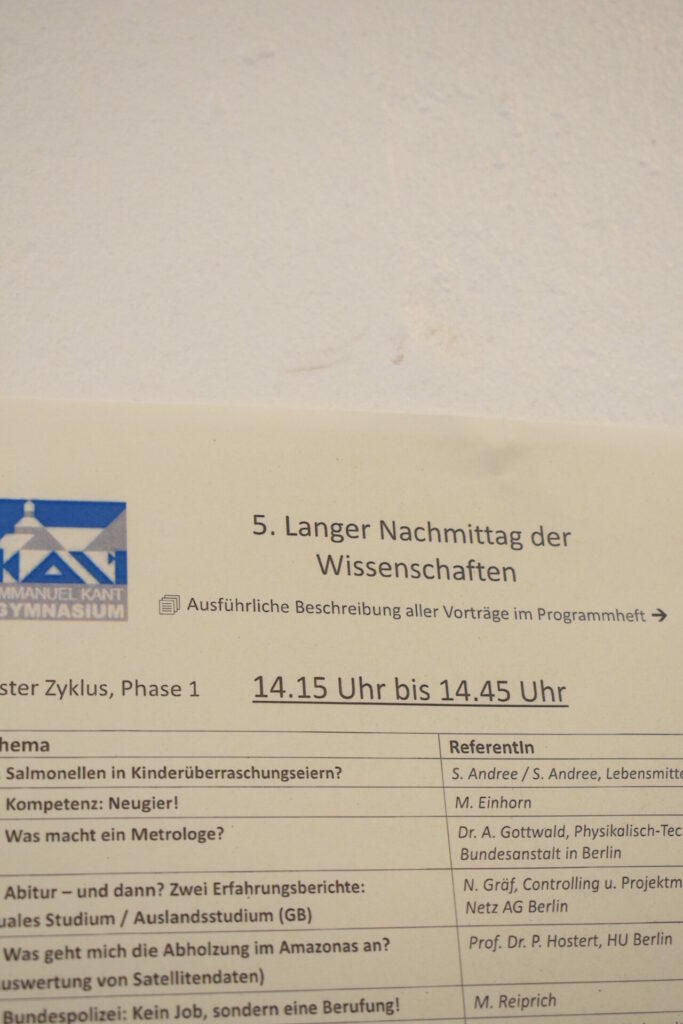 KANT
IMMANUEL KANT
GYMNASIUM
5. Langer Nachmittag der
Wissenschaften
Ausführliche Beschreibung aller Vorträge im Programmheft →
ster Zyklus, Phase 1 14.15 Uhr bis 14.45 Uhr
hema ReferentIn
Salmonellen in Kinderüberraschungseiern? S. Andree / S. Andree, Lebensmitte
Kompetenz: Neugier! M. Einhorn
Was macht ein Metrologe? Dr. A. Gottwald, Physikalisch-Tec
Bundesanstalt in Berlin
Abitur – und dann? Zwei Erfahrungsberichte: N. Gräf, Controlling u. Projektm
uales Studium / Auslandsstudium (GB) Netz AG Berlin
Was geht mich die Abholzung im Amazonas an? Prof. Dr. P. Hostert, HU Berlin
uswertung von Satellitendaten)
Bundespolizei: Kein Job, sondern eine Berufung! M. Reiprich